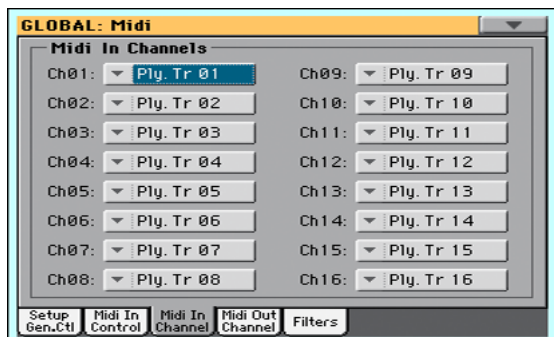 GLOBAL: Midi
Midi In Channels
Ch01: Ply. Tr 01
Ch02: Ply. Tr 02
Ch03: Ply. Tr 03
Ch04: Ply. Tr 04
Ch05: Ply. Tr 05
Ch06: Ply. Tr 06
Ch07: Ply. Tr 07
Ch08: Ply. Tr 08
Ch09: Ply. Tr 09
Ch10: Ply. Tr 10
Ch11: Ply. Tr 11
Ch12: Ply. Tr 12
Ch13: Ply. Tr 13
Ch14: Ply. Tr 14
Ch15: Ply. Tr 15
Ch16: Ply. Tr 16
Setup
Gen.Ctl
Midi In
Control
Midi In
Channel
Midi Out
Channel
Filters